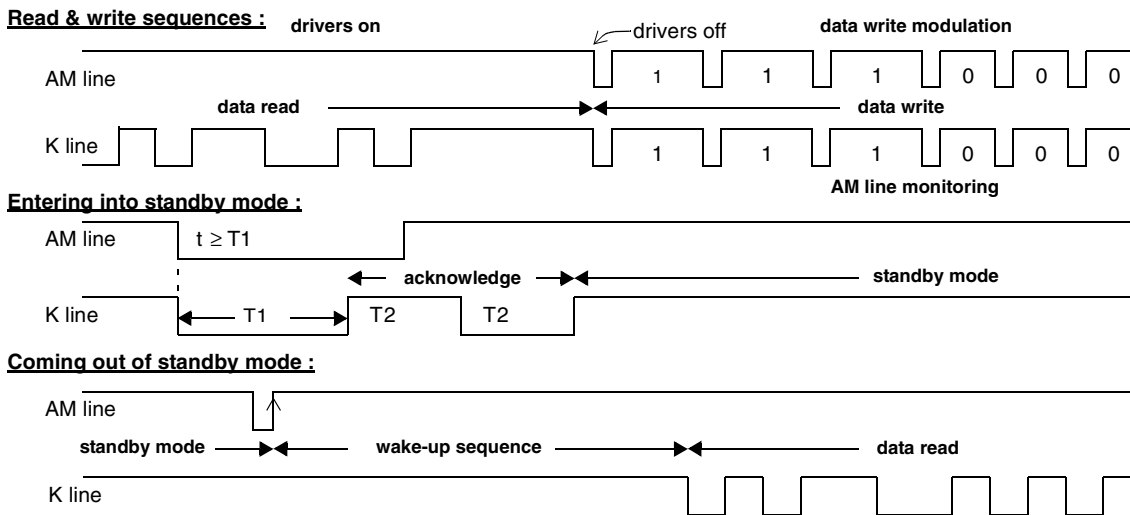 Read & write sequences :
drivers on
drivers off
data write modulation
AM line
1 1 1 0 0 0 0
data read
data write
K line
1 1 1 0 0 0 0
AM line monitoring
Entering into standby mode :
AM line
t ≥ T1
acknowledge
standby mode
K line
T1
T2
T2
Coming out of standby mode :
AM line
standby mode
wake-up sequence
data read
K line